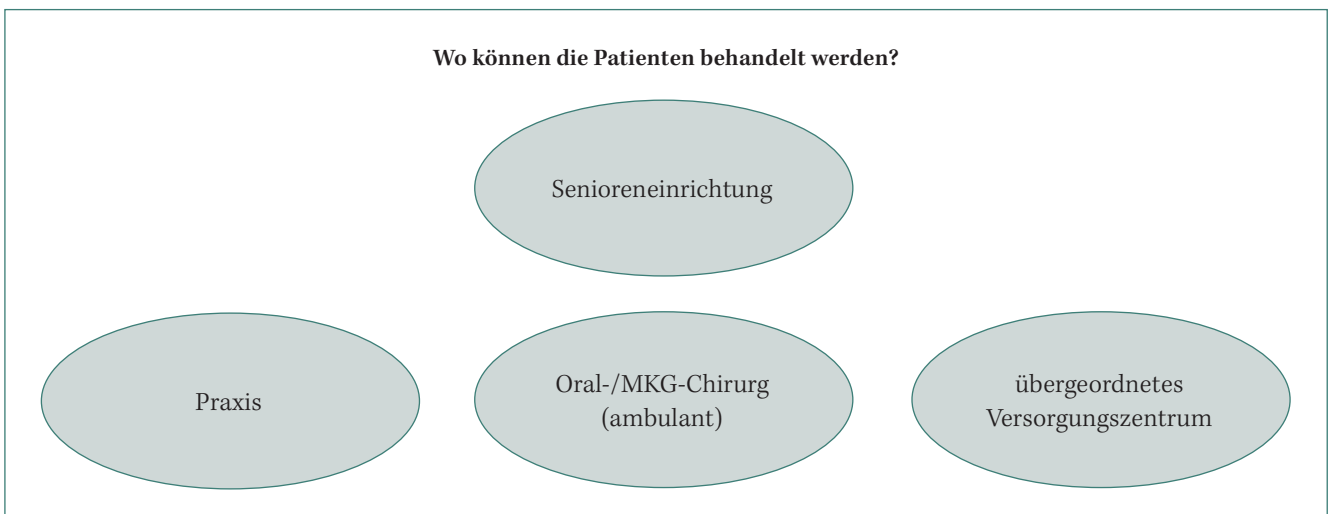 Wo können die Patienten behandelt werden?
Senioreneinrichtung
Praxis
Oral-/MKG-Chirurg
(ambulant)
übergeordnetes
Versorgungszentrum